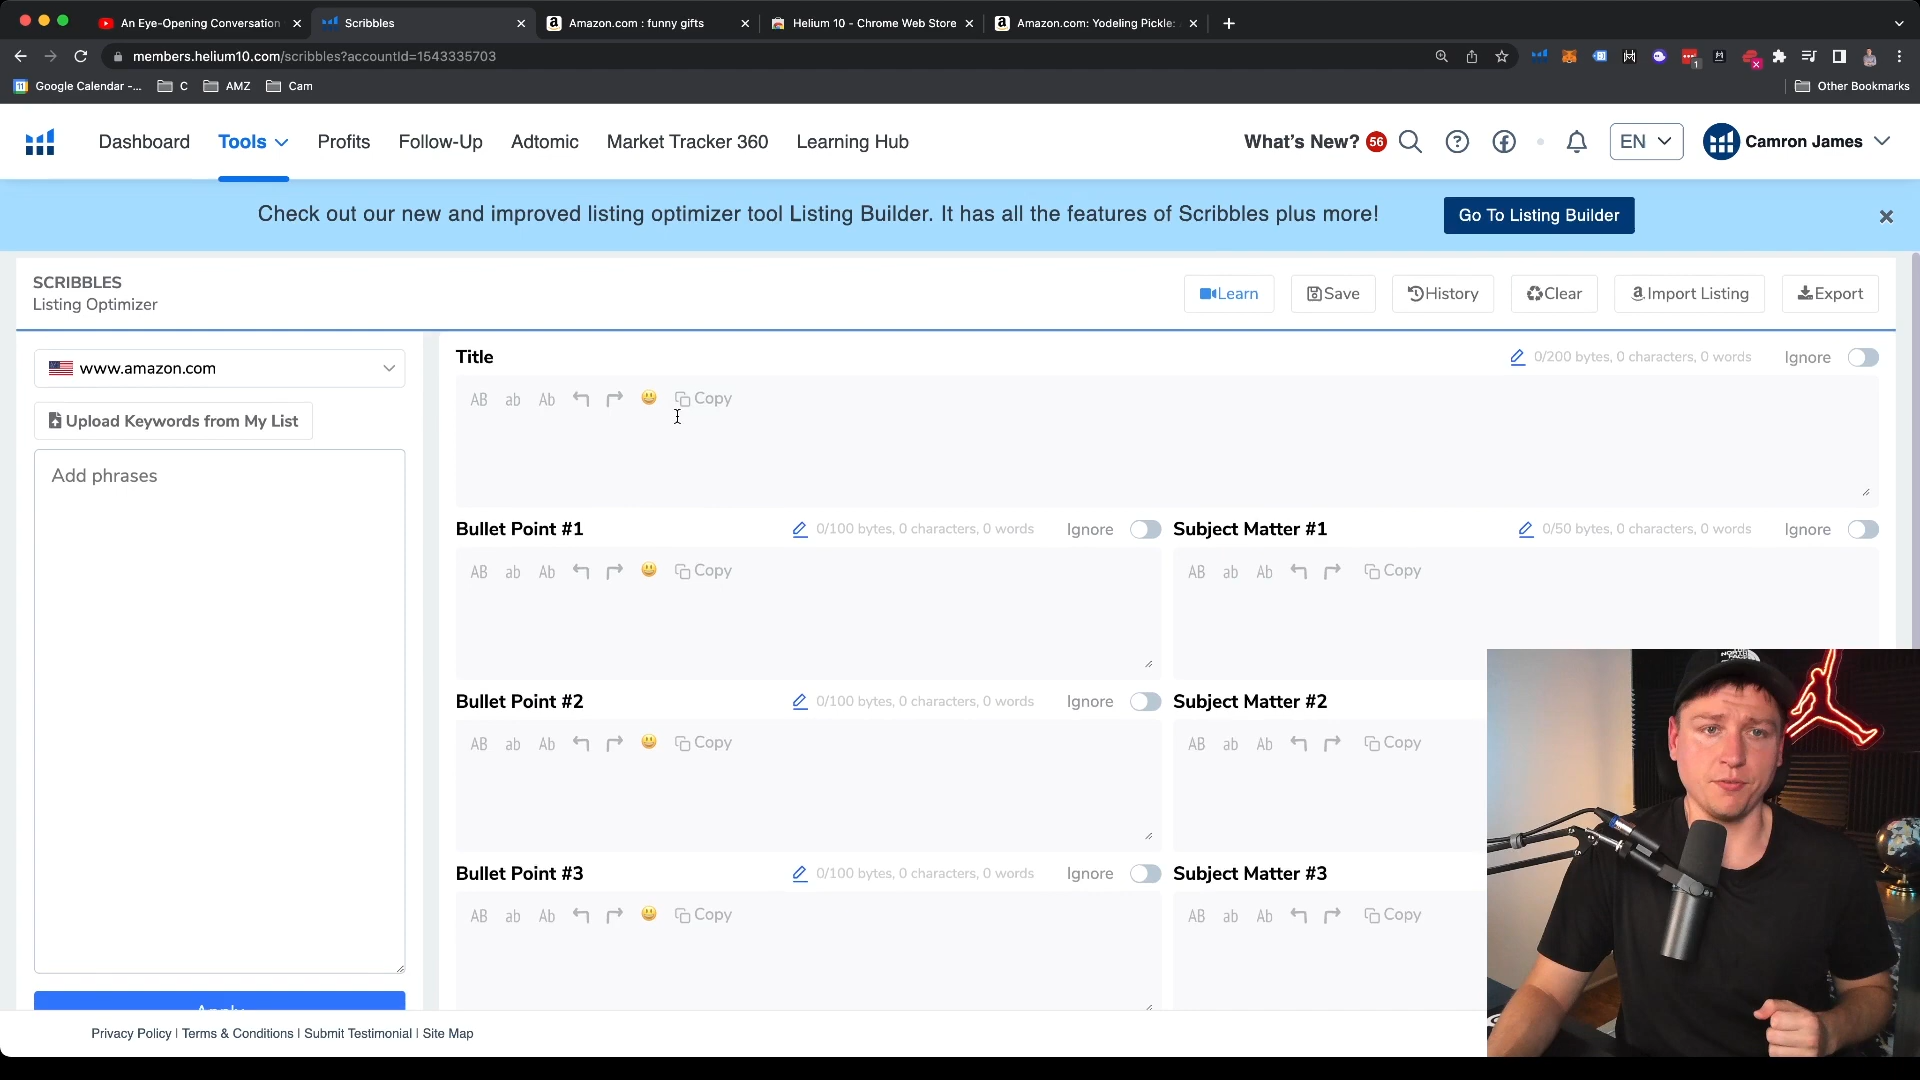 An Eye-Opening Conversation
Scribbles
Amazon.com : funny gifts
Helium 10 - Chrome Web Store
Amazon.com: Yodeling Pickle:
members.helium10.com/scribbles?accountId=1543335703
Google Calendar -...
C
AMZ
Cam
Other Bookmarks
Dashboard
Tools
Profits
Follow-Up
Adtomic
Market Tracker 360
Learning Hub
What's New? 56
EN
Camron James
Check out our new and improved listing optimizer tool Listing Builder. It has all the features of Scribbles plus more!
Go To Listing Builder
SCRIBBLES
Listing Optimizer
Learn
Save
History
Clear
Import Listing
Export
www.amazon.com
Upload Keywords from My List
Add phrases
Apply
Title
0/200 bytes, 0 characters, 0 words
Ignore
AB ab Ab Copy
Bullet Point #1
0/100 bytes, 0 characters, 0 words
Ignore
Subject Matter #1
0/50 bytes, 0 characters, 0 words
Ignore
AB ab Ab Copy
AB ab Ab Copy
Bullet Point #2
0/100 bytes, 0 characters, 0 words
Ignore
Subject Matter #2
AB ab Ab Copy
AB ab Ab Copy
Bullet Point #3
0/100 bytes, 0 characters, 0 words
Ignore
Subject Matter #3
AB ab Ab Copy
AB ab Ab Copy
Privacy Policy | Terms & Conditions | Submit Testimonial | Site Map